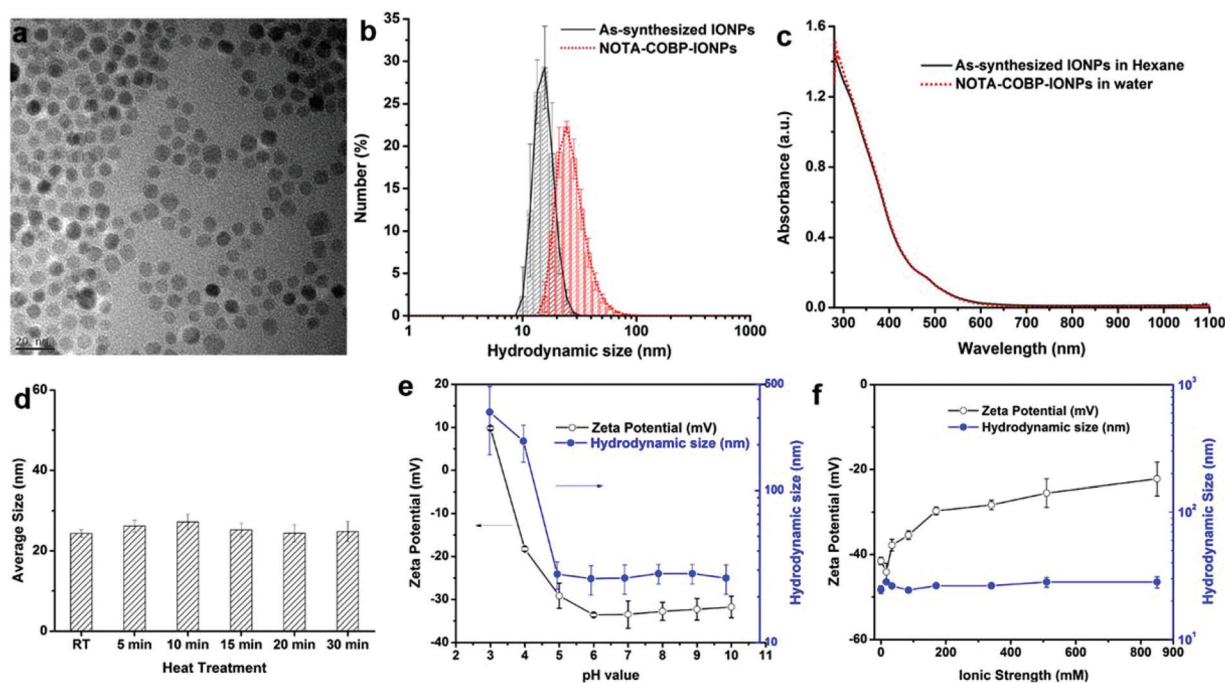 a
20 nm
b
As-synthesized IONPs
NOTA-COBP-IONPs
Number (%)
35
30
25
20
15
10
5
0
1 10 100 1000
Hydrodynamic size (nm)
c
As-synthesized IONPs in Hexane
NOTA-COBP-IONPs in water
Absorbance (a.u.)
1.6
1.2
0.8
0.4
0.0
300 400 500 600 700 800 900 1000 1100
Wavelength (nm)
d
Average Size (nm)
60
40
20
0
RT 5 min 10 min 15 min 20 min 30 min
Heat Treatment
e
Zeta Potential (mV)
Hydrodynamic size (nm)
Zeta Potential (mV)
20
10
0
-10
-20
-30
-40
2 3 4 5 6 7 8 9 10 11
pH value
500
100
10
Hydrodynamic size (nm)
f
Zeta Potential (mV)
Hydrodynamic size (nm)
Zeta Potential (mV)
0
-20
-40
-60
0 200 400 600 800 900
Ionic Strength (mM)
10³
10²
10¹
Hydrodynamic Size (nm)